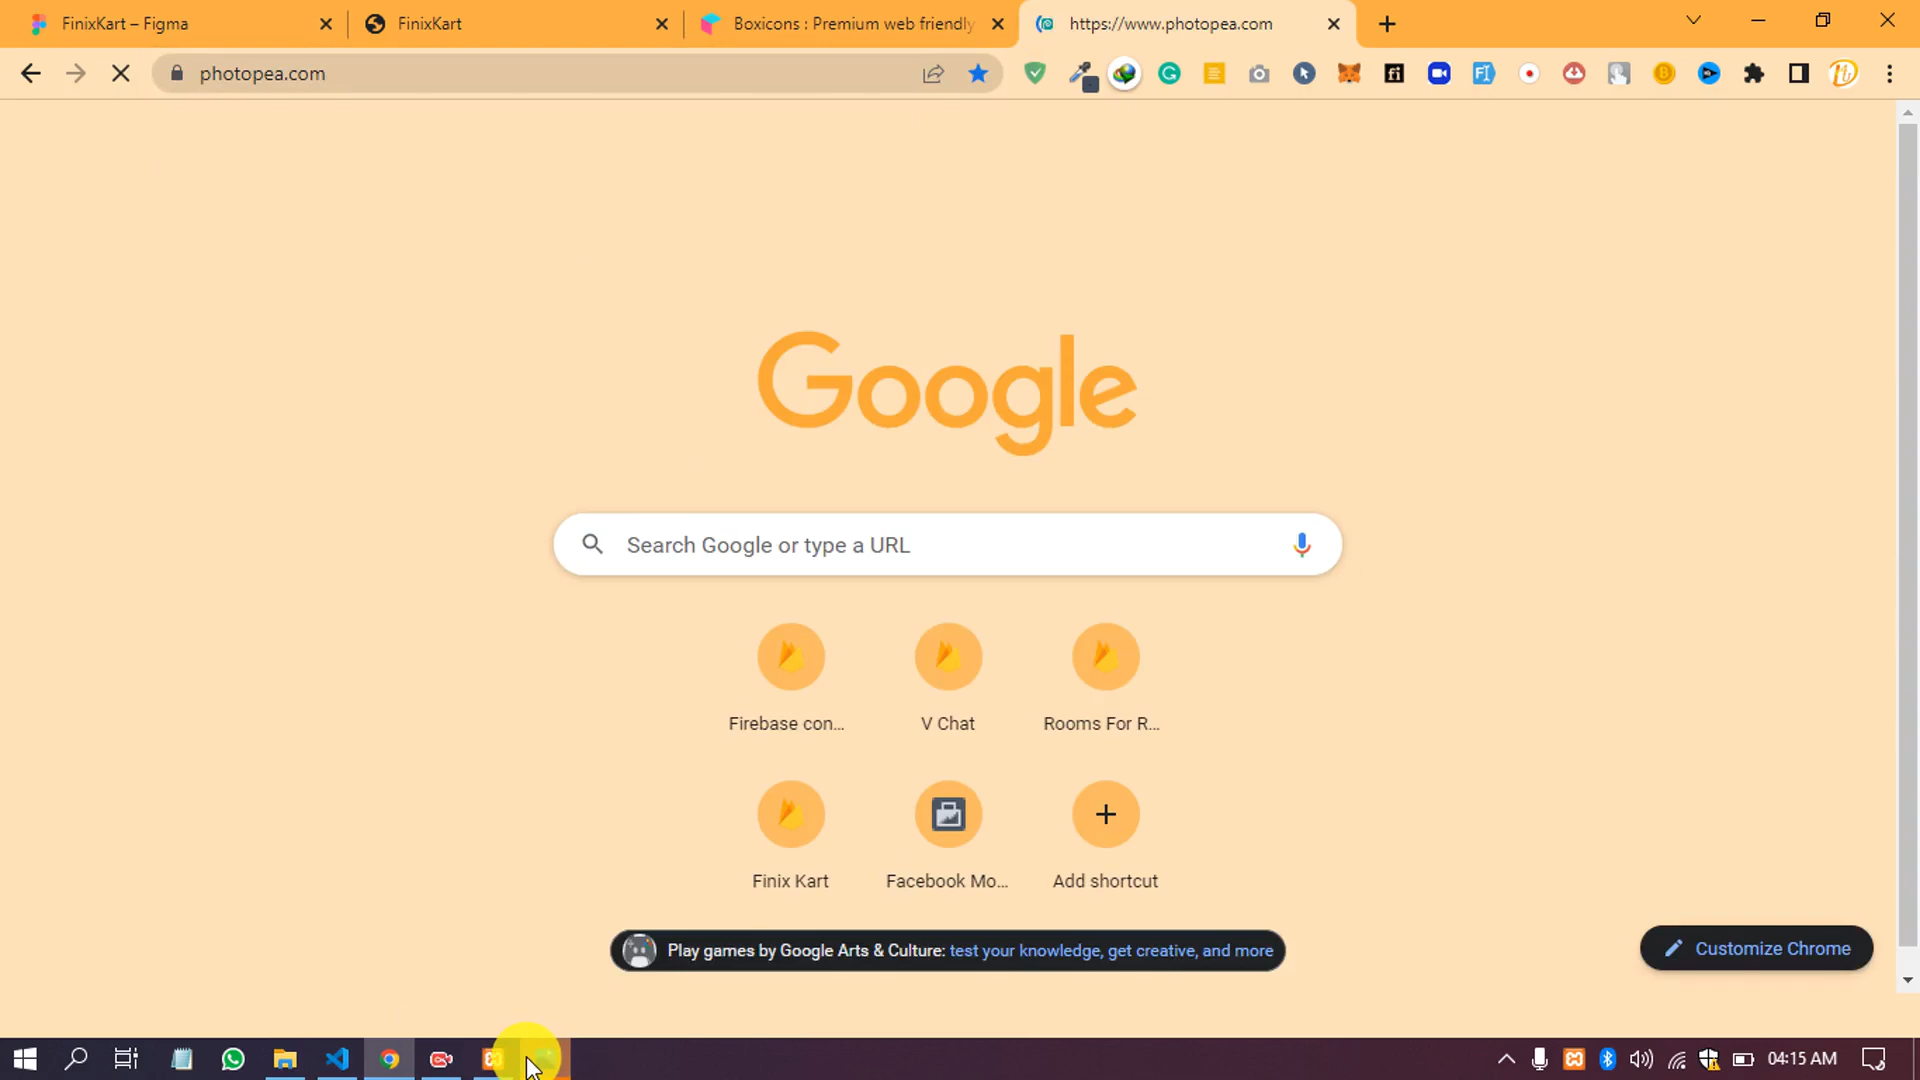 FinixKart – Figma
FinixKart
Boxicons : Premium web friendly
https://www.photopea.com
photopea.com
Google
Search Google or type a URL
Firebase con...
V Chat
Rooms For R...
Finix Kart
Facebook Mo...
Add shortcut
Play games by Google Arts & Culture: test your knowledge, get creative, and more
Customize Chrome
04:15 AM